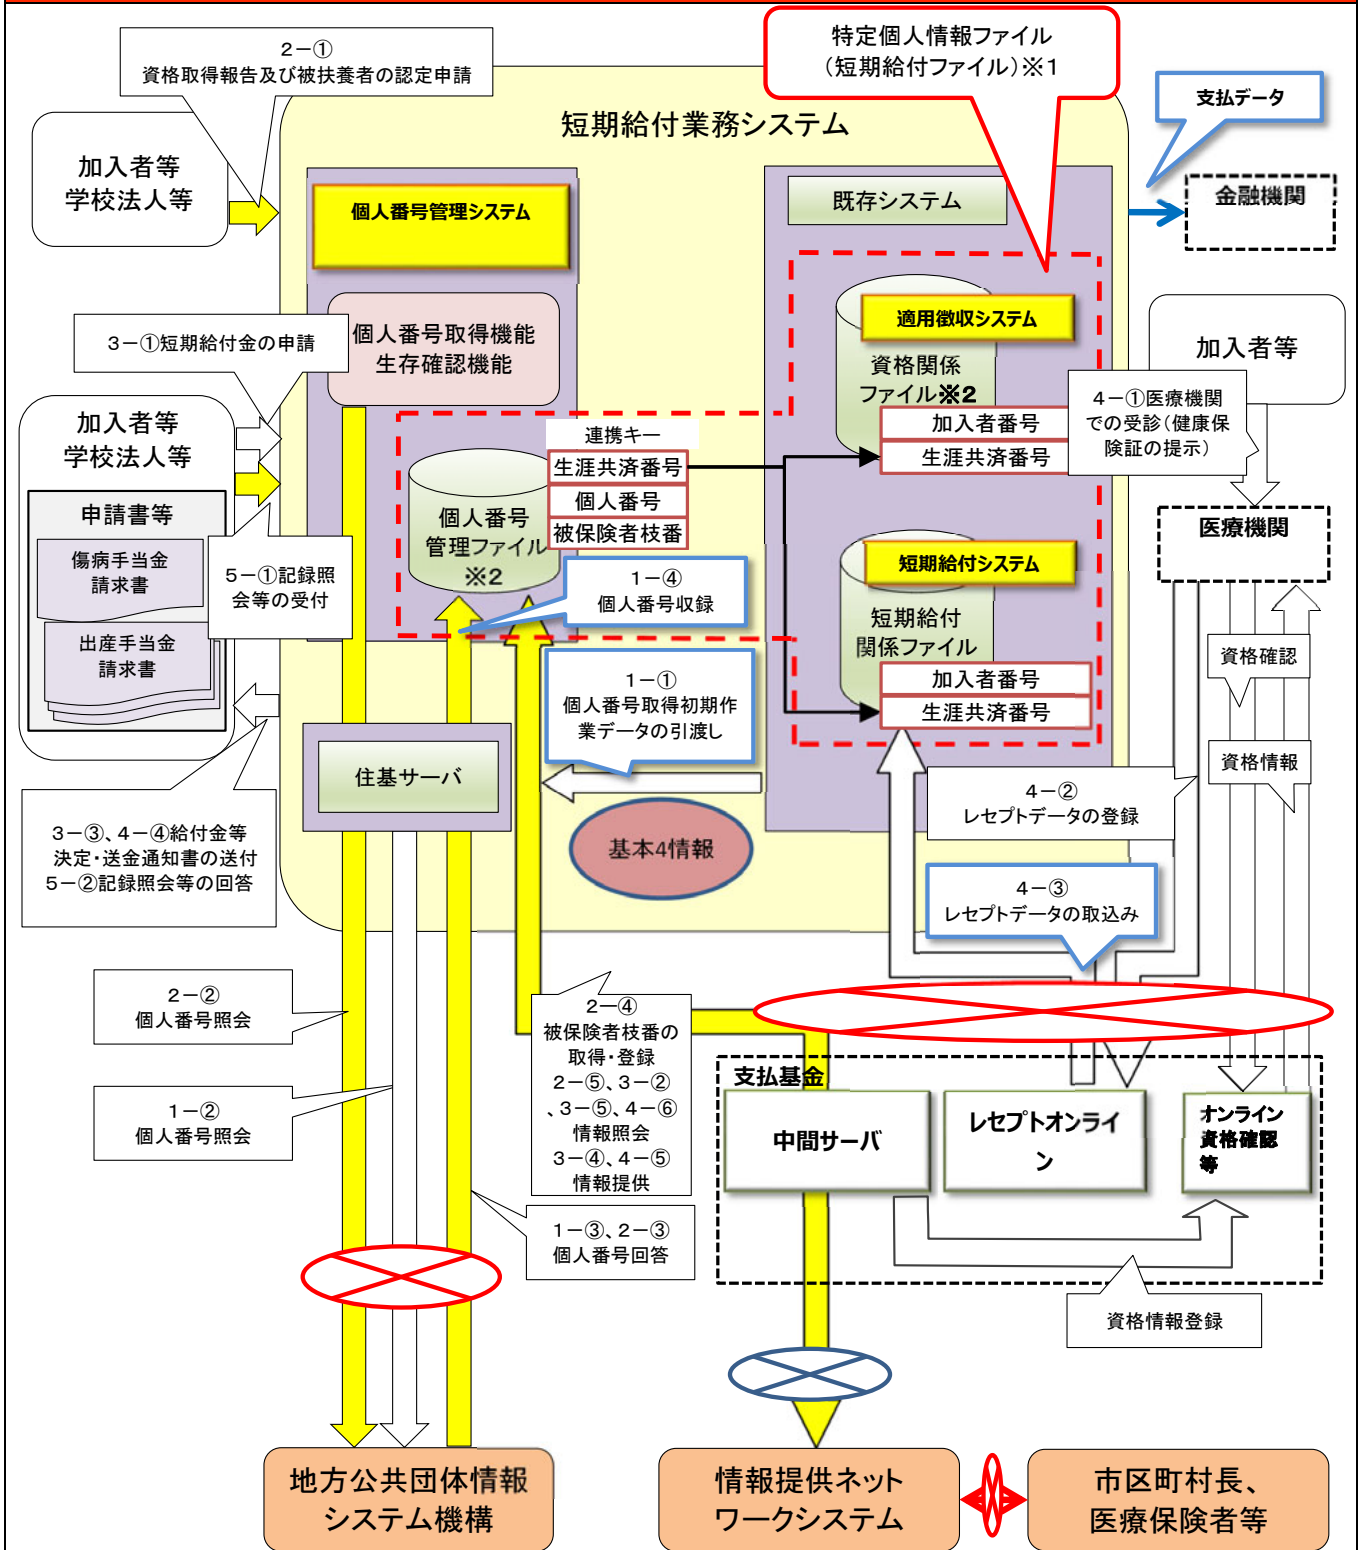 2－①
資格取得報告及び被扶養者の認定申請
特定個人情報ファイル
（短期給付ファイル）※1
支払データ
短期給付業務システム
加入者等
学校法人等
個人番号管理システム
既存システム
金融機関
個人番号取得機能
生存確認機能
適用徴収システム
資格関係
ファイル※2
加入者番号
生涯共済番号
3－①短期給付金の申請
加入者等
4－①医療機関
での受診（健康保
険証の提示）
加入者等
学校法人等
連携キー
生涯共済番号
個人番号
被保険者枝番
個人番号
管理ファイル
※2
申請書等
傷病手当金
請求書
出産手当金
請求書
5－①記録照
会等の受付
医療機関
短期給付システム
短期給付
関係ファイル
加入者番号
生涯共済番号
1－④
個人番号収録
1－①
個人番号取得初期作
業データの引渡し
資格確認
資格情報
住基サーバ
基本4情報
3－③、4－④給付金等
決定・送金通知書の送付
5－②記録照会等の回答
4－②
レセプトデータの登録
4－③
レセプトデータの取込み
2－②
個人番号照会
1－②
個人番号照会
2－④
被保険者枝番の
取得・登録
2－⑤、3－②
、3－⑤、4－⑥
情報照会
3－④、4－⑤
情報提供
1－③、2－③
個人番号回答
支払基金
中間サーバ
レセプトオンライ
ン
オンライン
資格確認
等
資格情報登録
地方公共団体情報
システム機構
情報提供ネット
ワークシステム
市区町村長、
医療保険者等